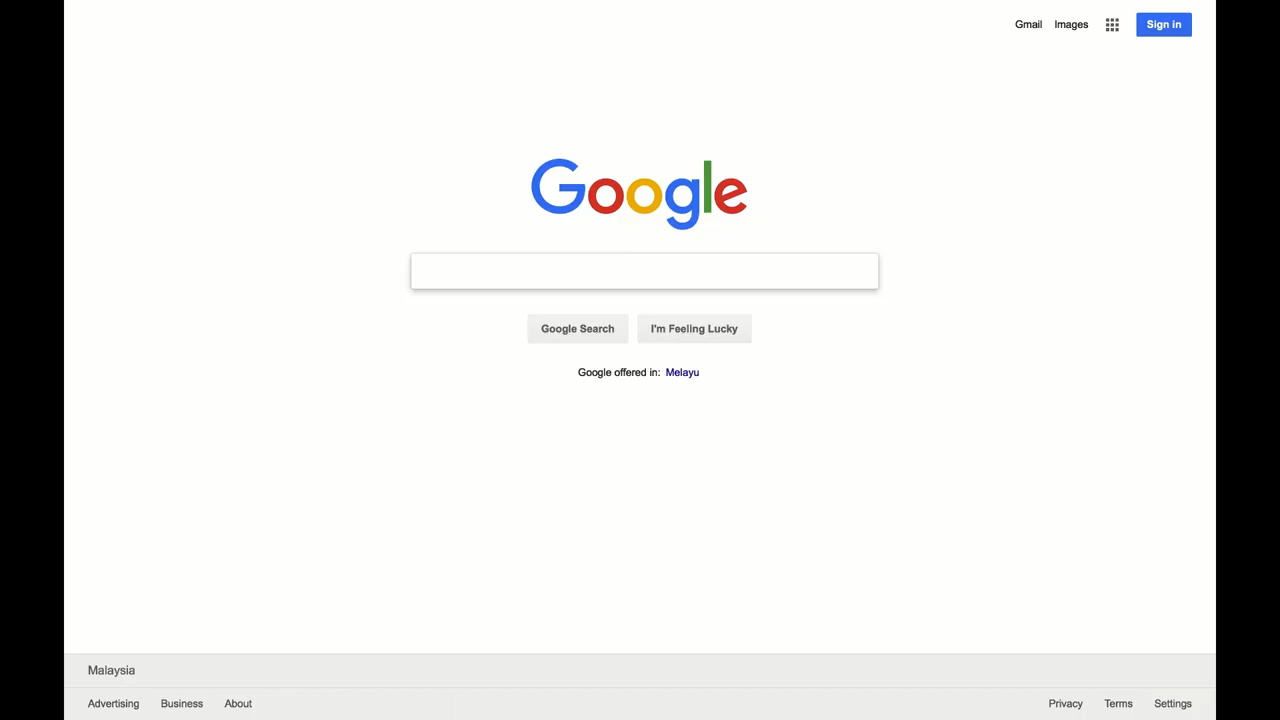 Gmail Images Sign in
Google
Google Search I'm Feeling Lucky
Google offered in: Melayu
Malaysia
Advertising Business About Privacy Terms Settings